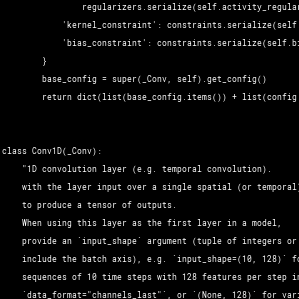 regularizers.serialize(self.activity_regular
'kernel_constraint': constraints.serialize(self
'bias_constraint': constraints.serialize(self.bi
}
base_config = super(_Conv, self).get_config()
return dict(list(base_config.items()) + list(config
class Conv1D(_Conv):
"1D convolution layer (e.g. temporal convolution).
with the layer input over a single spatial (or temporal)
to produce a tensor of outputs.
When using this layer as the first layer in a model,
provide an `input_shape` argument (tuple of integers or
include the batch axis), e.g. `input_shape=(10, 128)` fo
sequences of 10 time steps with 128 features per step in
`data_format="channels_last"`, or `(None, 128)` for vari